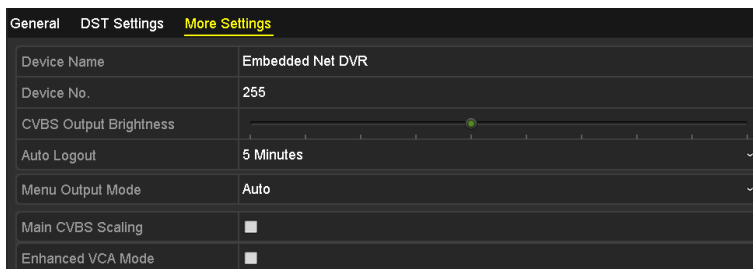 General DST Settings More Settings
Device Name Embedded Net DVR
Device No. 255
CVBS Output Brightness
Auto Logout 5 Minutes
Menu Output Mode Auto
Main CVBS Scaling
Enhanced VCA Mode